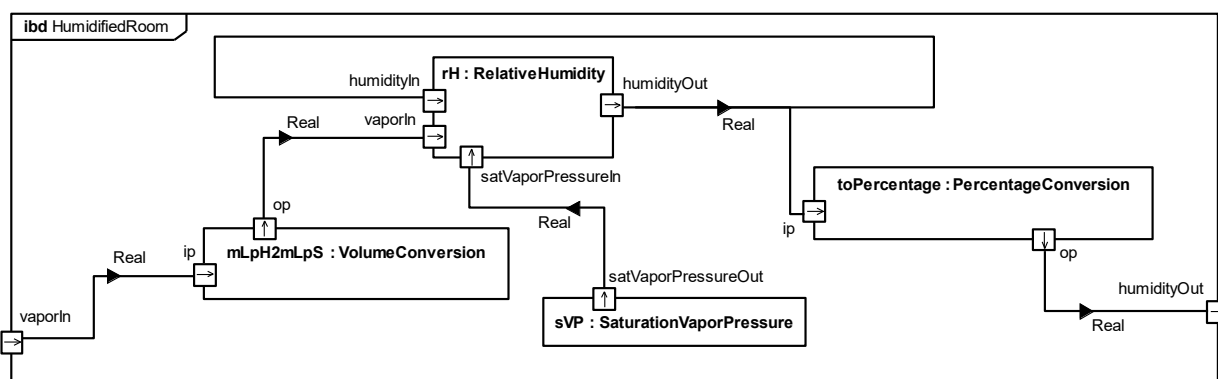 ibd HumidifiedRoom
rH : RelativeHumidity
humidityIn
humidityOut
vaporIn
Real
Real
satVaporPressureIn
toPercentage : PercentageConversion
op
Real
ip
mLpH2mLpS : VolumeConversion
ip
Real
op
satVaporPressureOut
humidityOut
vaporIn
sVP : SaturationVaporPressure
Real